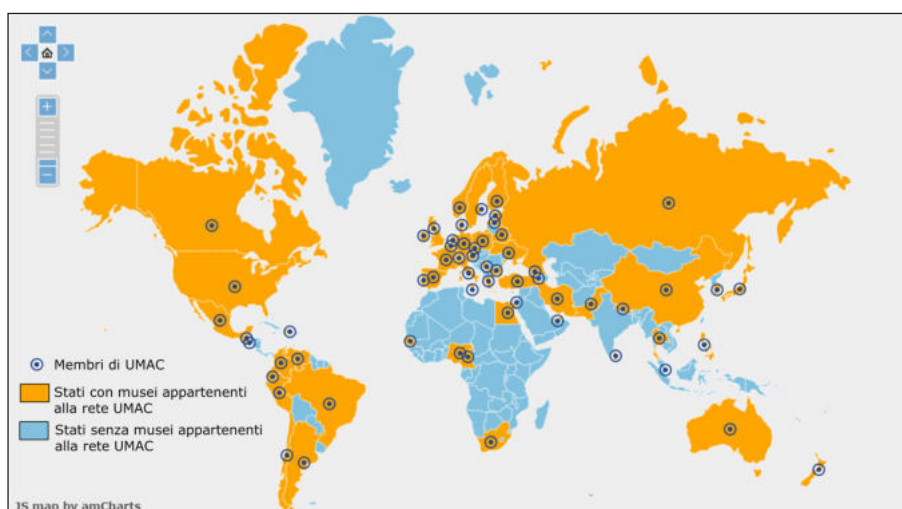 Membri di UMAC
Stati con musei appartenenti
alla rete UMAC
Stati senza musei appartenenti
alla rete UMAC
JS map by amCharts